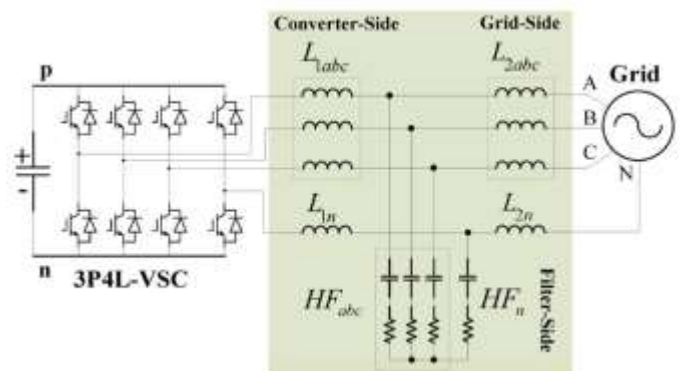 Converter-Side Grid-Side
L1abc L2abc
p
A Grid
B
C
N
+
-
L1n L2n
n
3P4L-VSC
HFabc HFn
Filter-Side